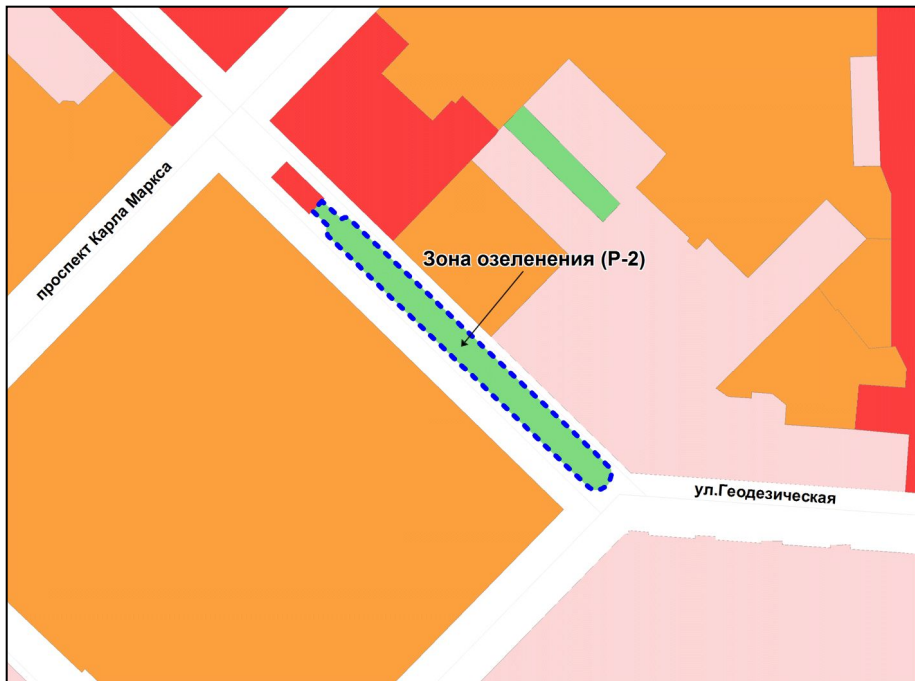 проспект Карла Маркса
Зона озеленения (Р-2)
ул.Геодезическая